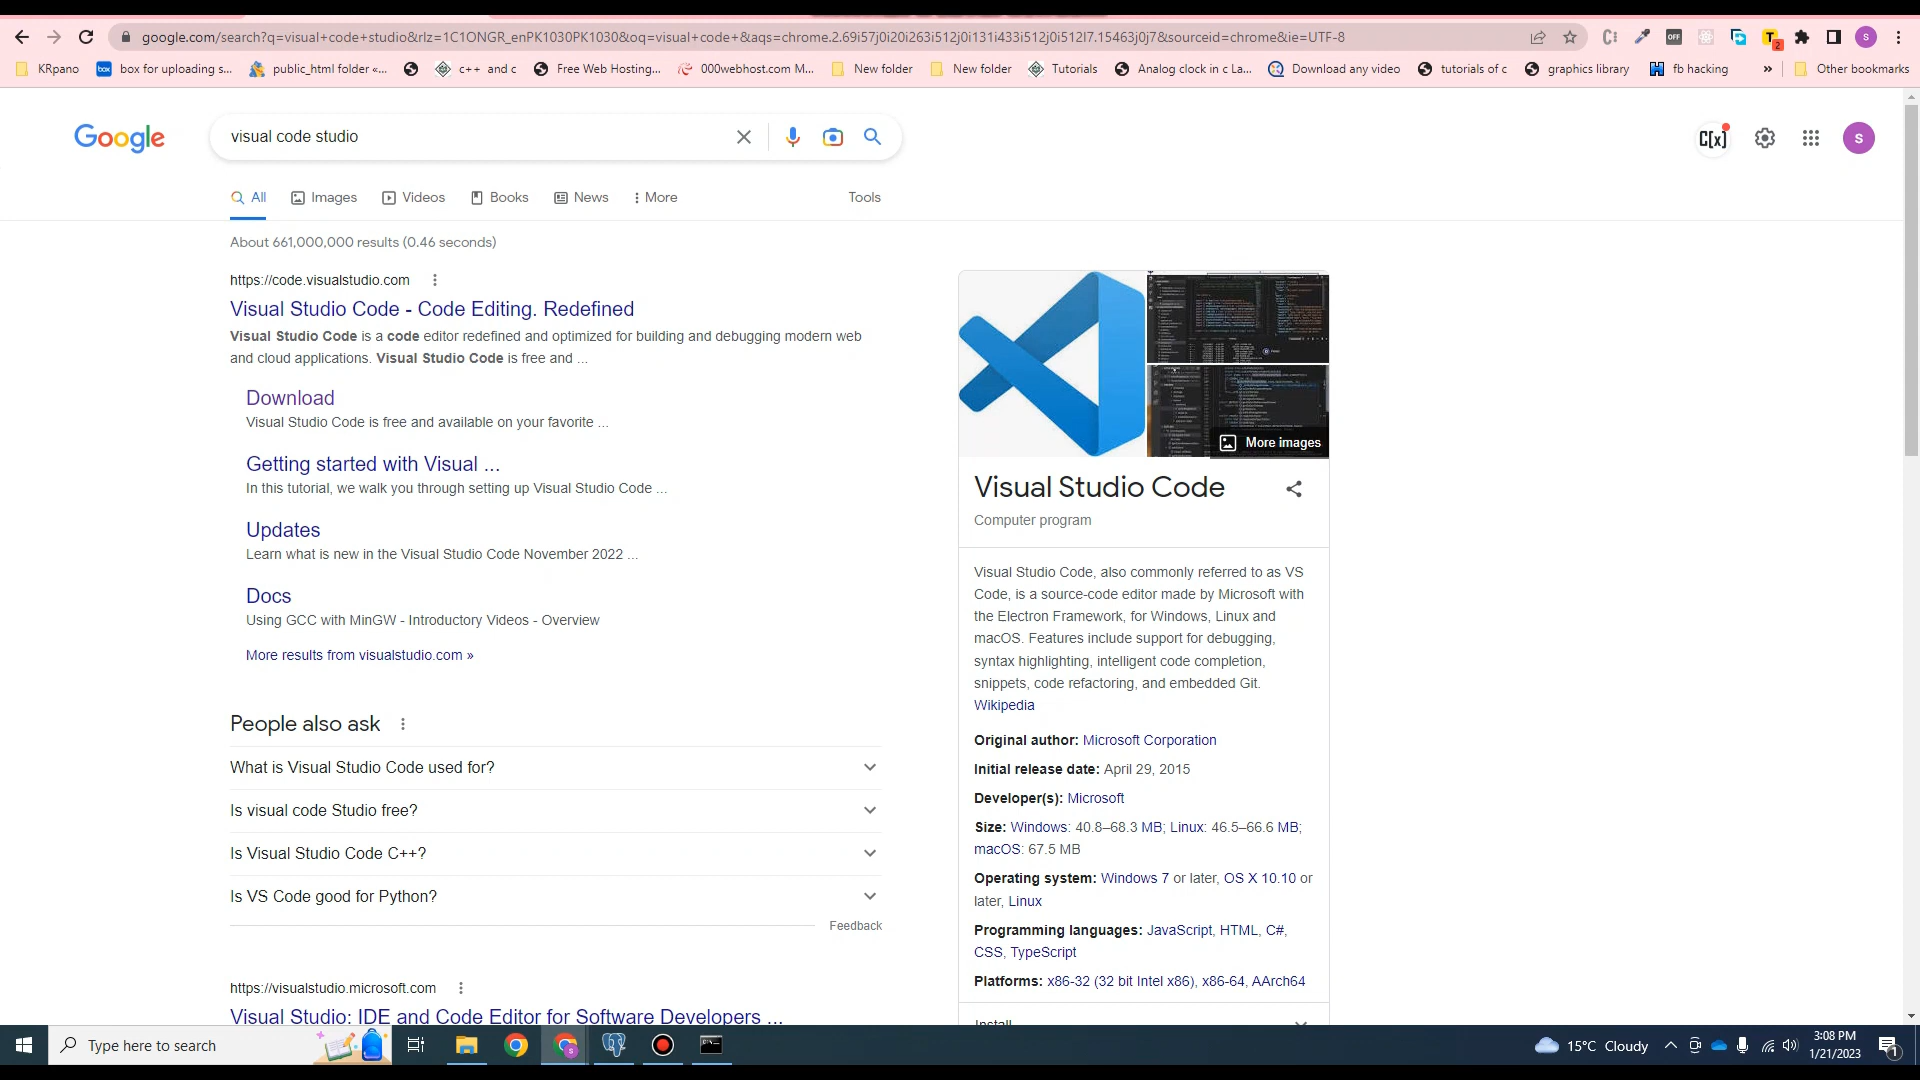 google.com/search?q=visual+code+studio&rlz=1C1ONGR_enPK1030PK1030&oq=visual+code+&aqs=chrome.2.69i57j0i20i263i512j0i131i433i512j0i512l7.15463j0j7&sourceid=chrome&ie=UTF-8
OFF
T
2
S
KRpano
box
box for uploading s...
public_html folder «...
c++ and c
Free Web Hosting...
000webhost.com M...
New folder
New folder
Tutorials
Analog clock in c La...
Download any video
tutorials of c
graphics library
fb hacking
»
Other bookmarks
Google
visual code studio
C[x]
s
All
Images
Videos
Books
News
More
Tools
About 661,000,000 results (0.46 seconds)
https://code.visualstudio.com
Visual Studio Code - Code Editing. Redefined
Visual Studio Code is a code editor redefined and optimized for building and debugging modern web
and cloud applications. Visual Studio Code is free and ...
Download
Visual Studio Code is free and available on your favorite ...
Getting started with Visual ...
In this tutorial, we walk you through setting up Visual Studio Code ...
Updates
Learn what is new in the Visual Studio Code November 2022 ...
Docs
Using GCC with MinGW - Introductory Videos - Overview
More results from visualstudio.com »
People also ask
What is Visual Studio Code used for?
Is visual code Studio free?
Is Visual Studio Code C++?
Is VS Code good for Python?
Feedback
https://visualstudio.microsoft.com
Visual Studio: IDE and Code Editor for Software Developers ...
More images
Visual Studio Code
Computer program
Visual Studio Code, also commonly referred to as VS
Code, is a source-code editor made by Microsoft with
the Electron Framework, for Windows, Linux and
macOS. Features include support for debugging,
syntax highlighting, intelligent code completion,
snippets, code refactoring, and embedded Git.
Wikipedia
Original author: Microsoft Corporation
Initial release date: April 29, 2015
Developer(s): Microsoft
Size: Windows: 40.8–68.3 MB; Linux: 46.5–66.6 MB;
macOS: 67.5 MB
Operating system: Windows 7 or later, OS X 10.10 or
later, Linux
Programming languages: JavaScript, HTML, C#,
CSS, TypeScript
Platforms: x86-32 (32 bit Intel x86), x86-64, AArch64
Install
Type here to search
15°C Cloudy
3:08 PM
1/21/2023
1